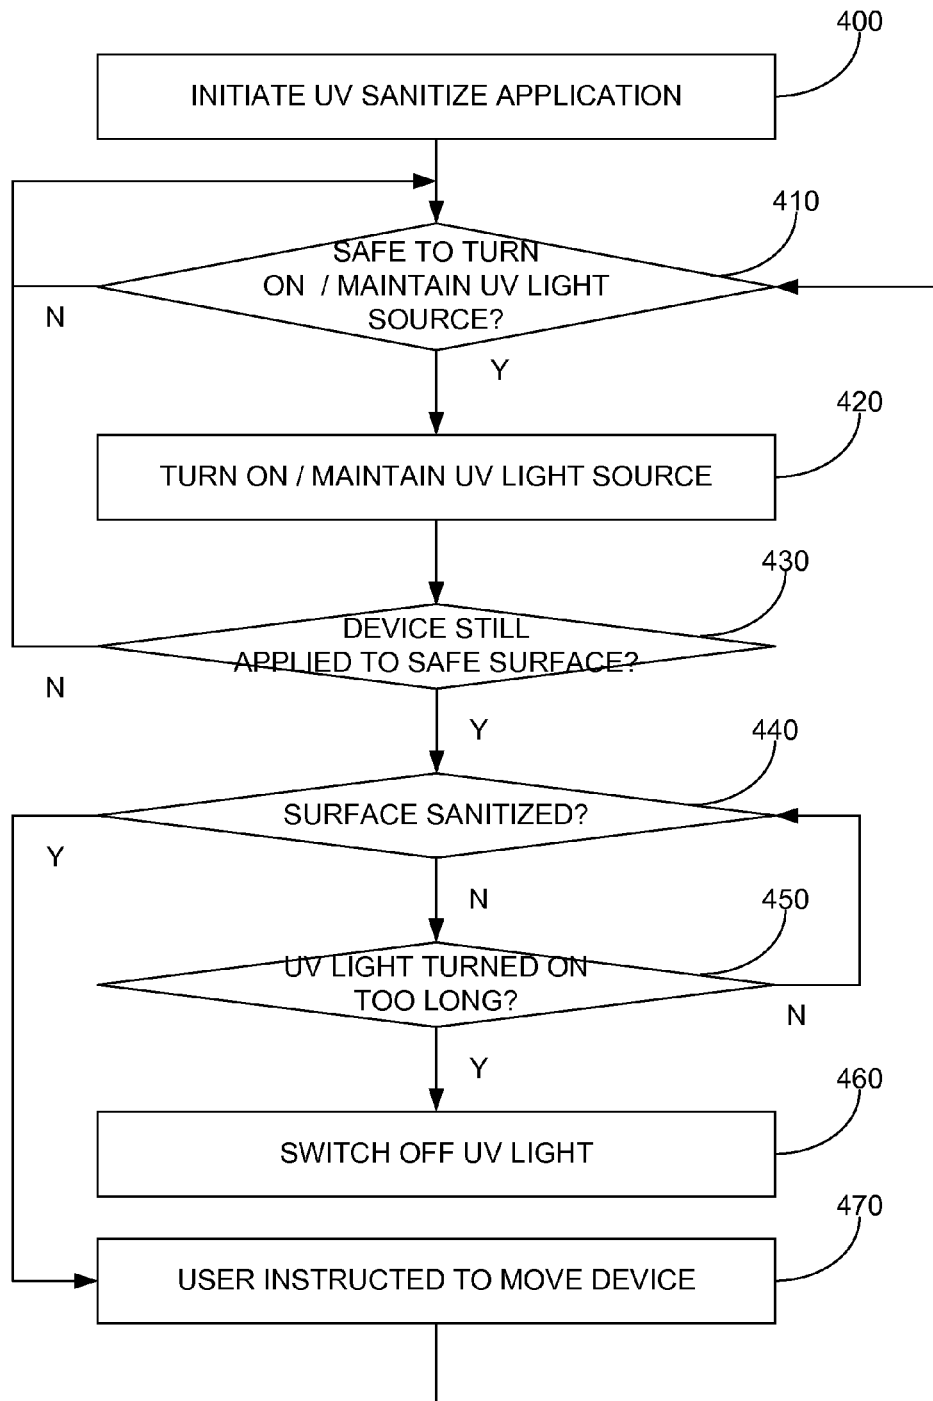 400
INITIATE UV SANITIZE APPLICATION
410
SAFE TO TURN
ON / MAINTAIN UV LIGHT
SOURCE?
N
Y
420
TURN ON / MAINTAIN UV LIGHT SOURCE
430
DEVICE STILL
APPLIED TO SAFE SURFACE?
N
Y
440
SURFACE SANITIZED?
Y
N
450
UV LIGHT TURNED ON
TOO LONG?
N
Y
460
SWITCH OFF UV LIGHT
470
USER INSTRUCTED TO MOVE DEVICE